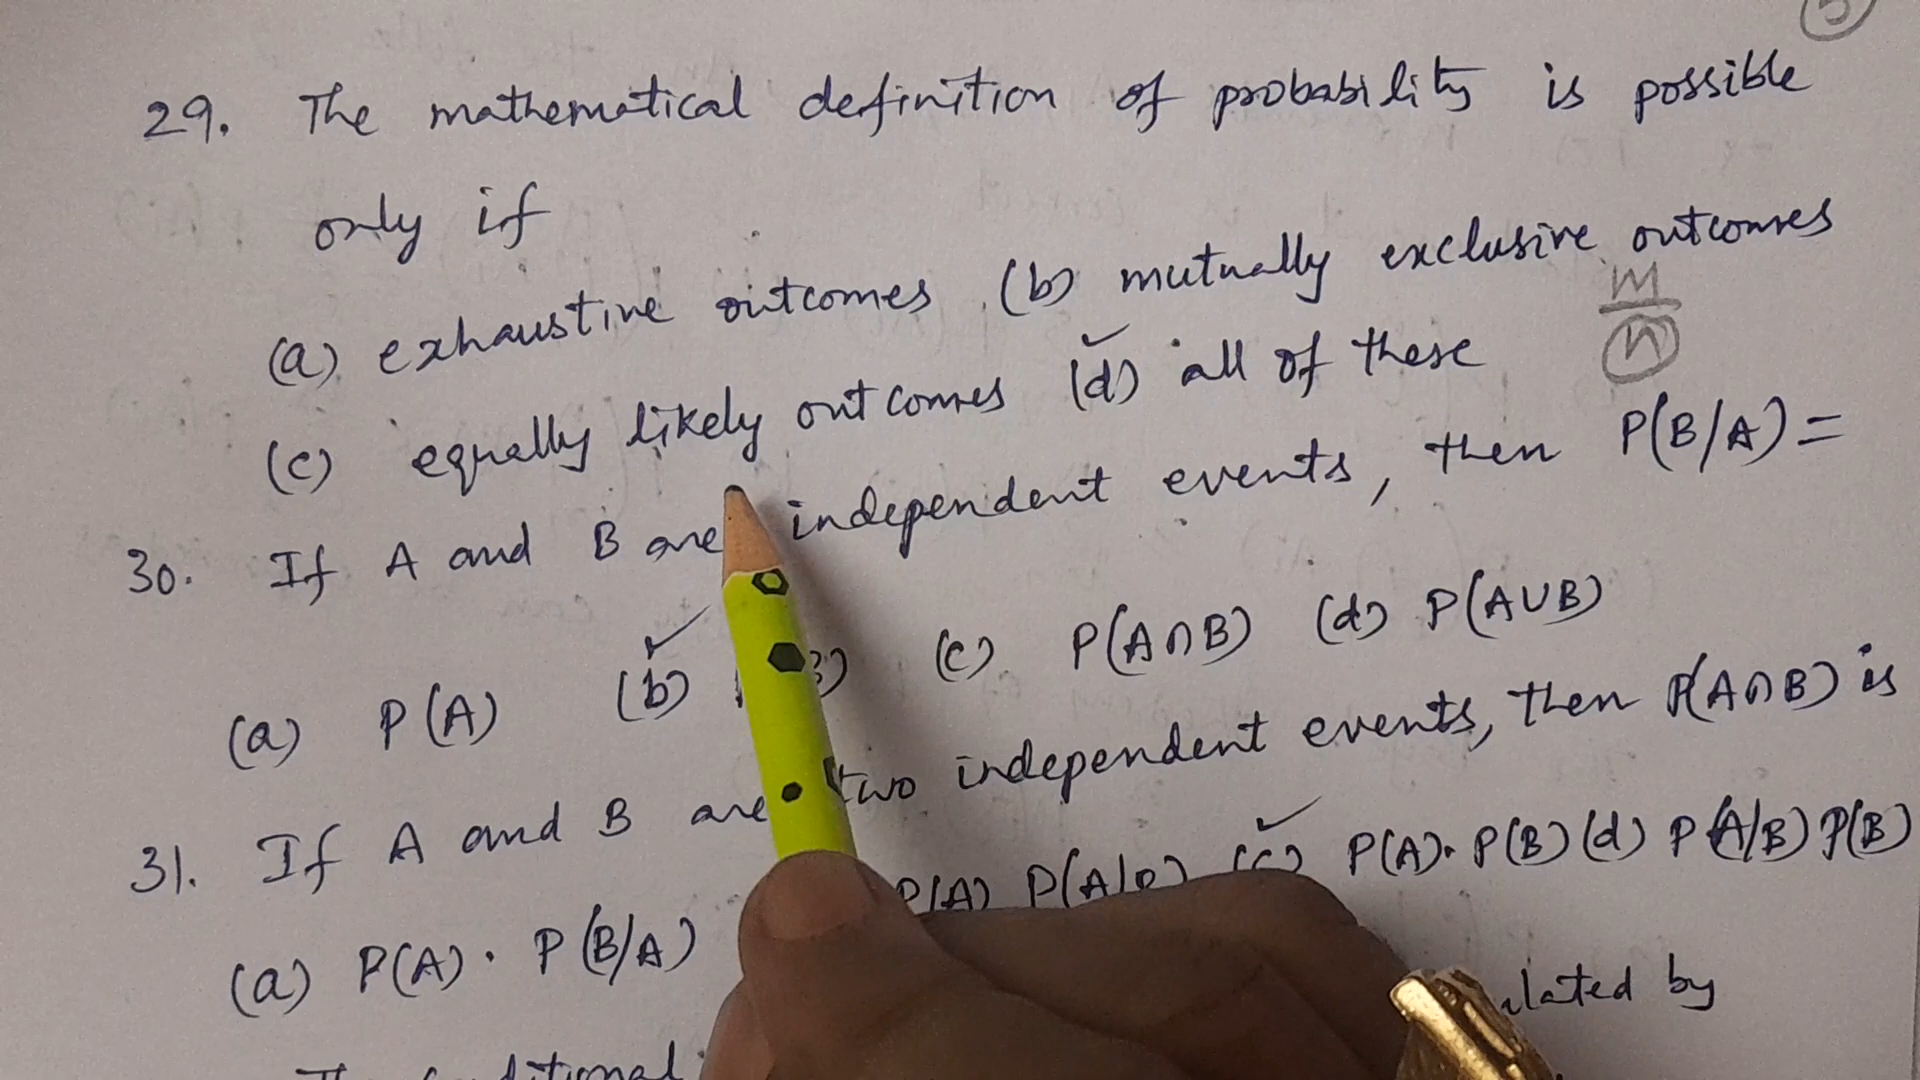 5
29. The mathematical definition of probability is possible
only if
(a) exhaustive outcomes (b) mutually exclusive outcomes
m/n
(c) equally likely outcomes (d) all of these
30. If A and B are independent events, then P(B/A) =
(a) P(A) (b) (c) P(A∩B) (d) P(A∪B)
31. If A and B are two independent events, then P(A∩B) is
(a) P(A) · P(B/A) P(A) P(A/B) (c) P(A) · P(B) (d) P(A/B) P(B)
by